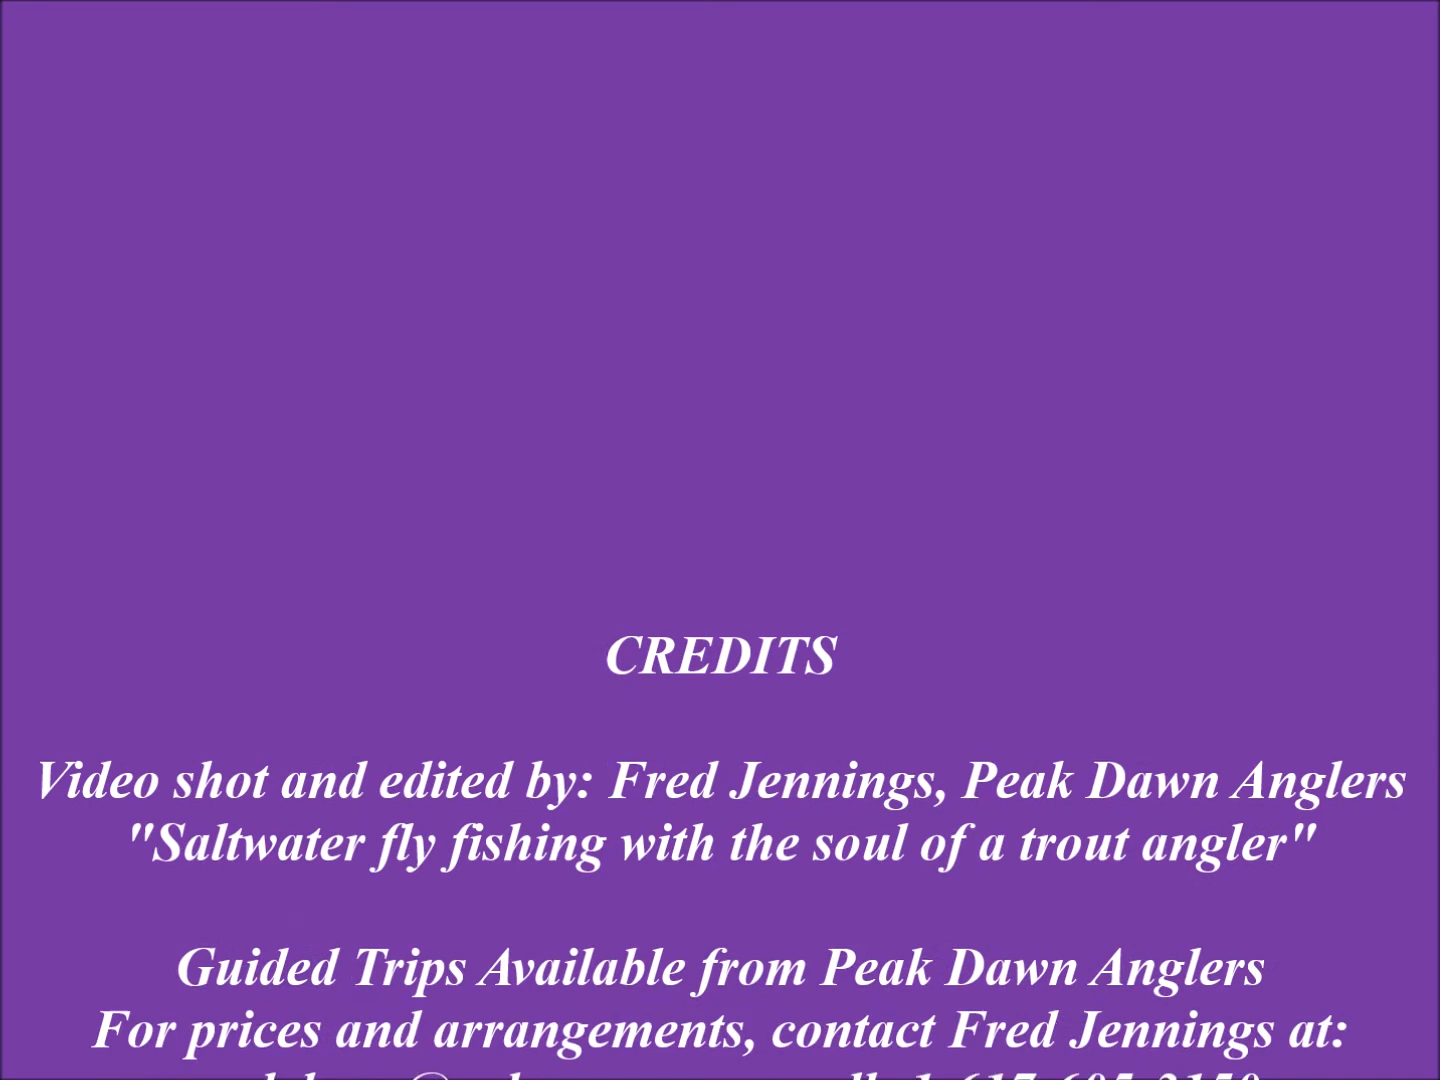 CREDITS
Video shot and edited by: Fred Jennings, Peak Dawn Anglers
"Saltwater fly fishing with the soul of a trout angler"
Guided Trips Available from Peak Dawn Anglers
For prices and arrangements, contact Fred Jennings at: